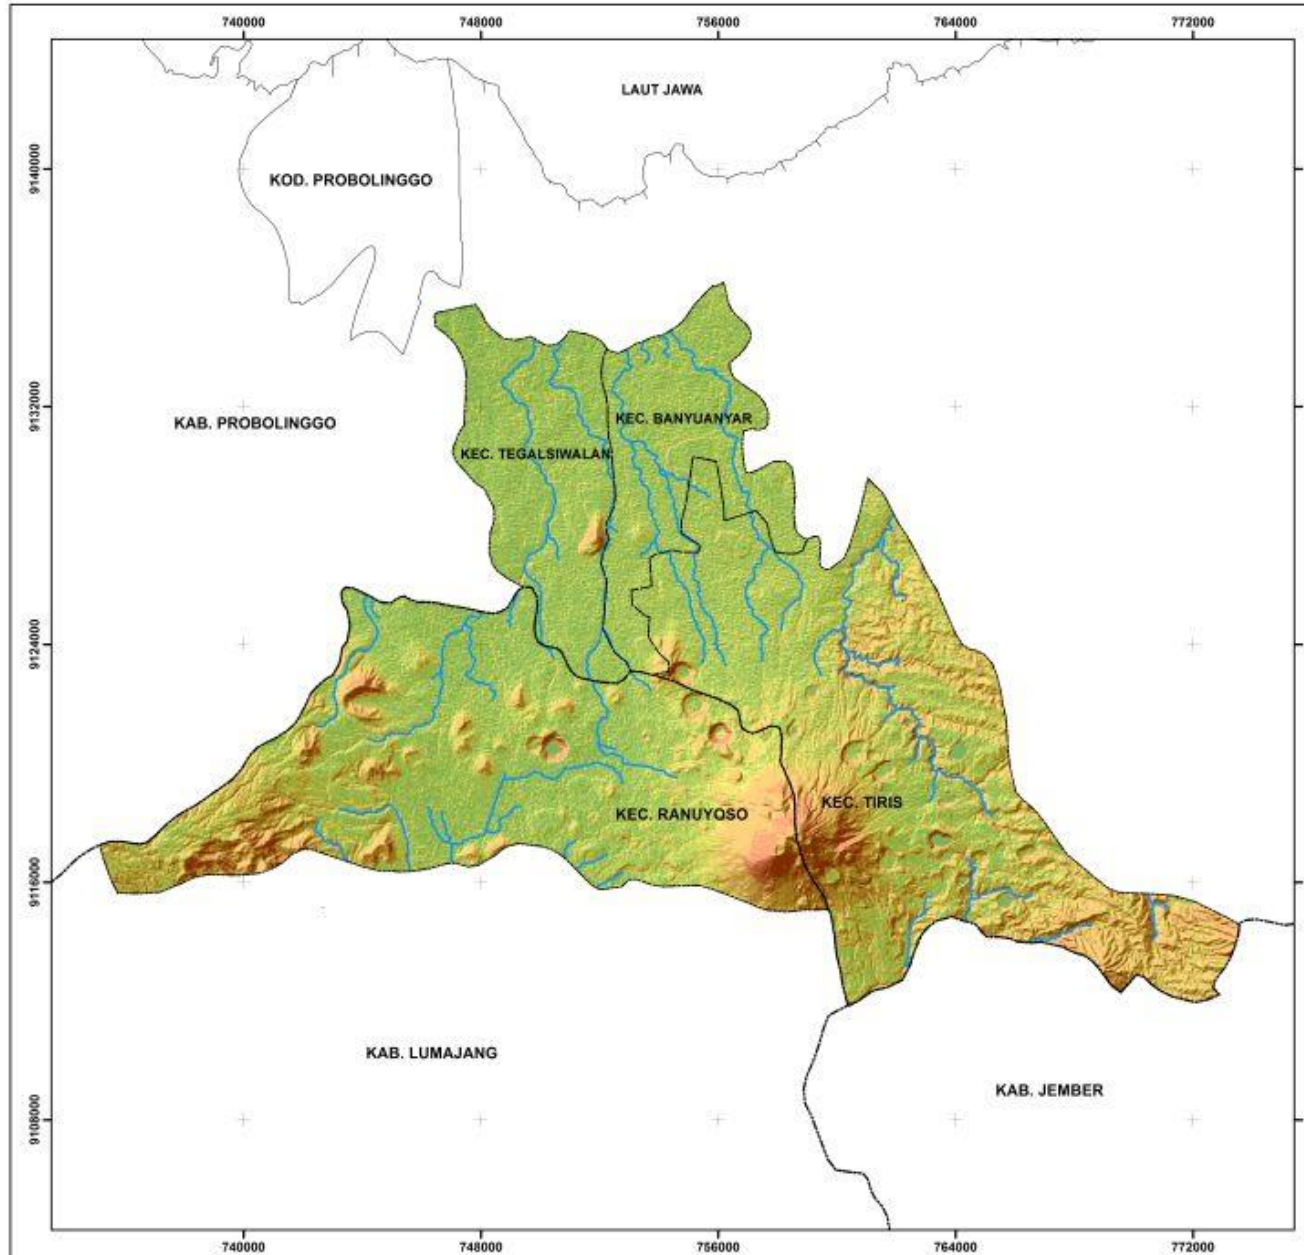 740000 748000 756000 764000 772000
LAUT JAWA
9140000
KOD. PROBOLINGGO
9132000
KEC. BANYUANYAR
KAB. PROBOLINGGO
KEC. TEGALSIWALAN
9124000
KEC. TIRIS
KEC. RANUYOSO
9116000
KAB. LUMAJANG
KAB. JEMBER
9108000
740000 748000 756000 764000 772000